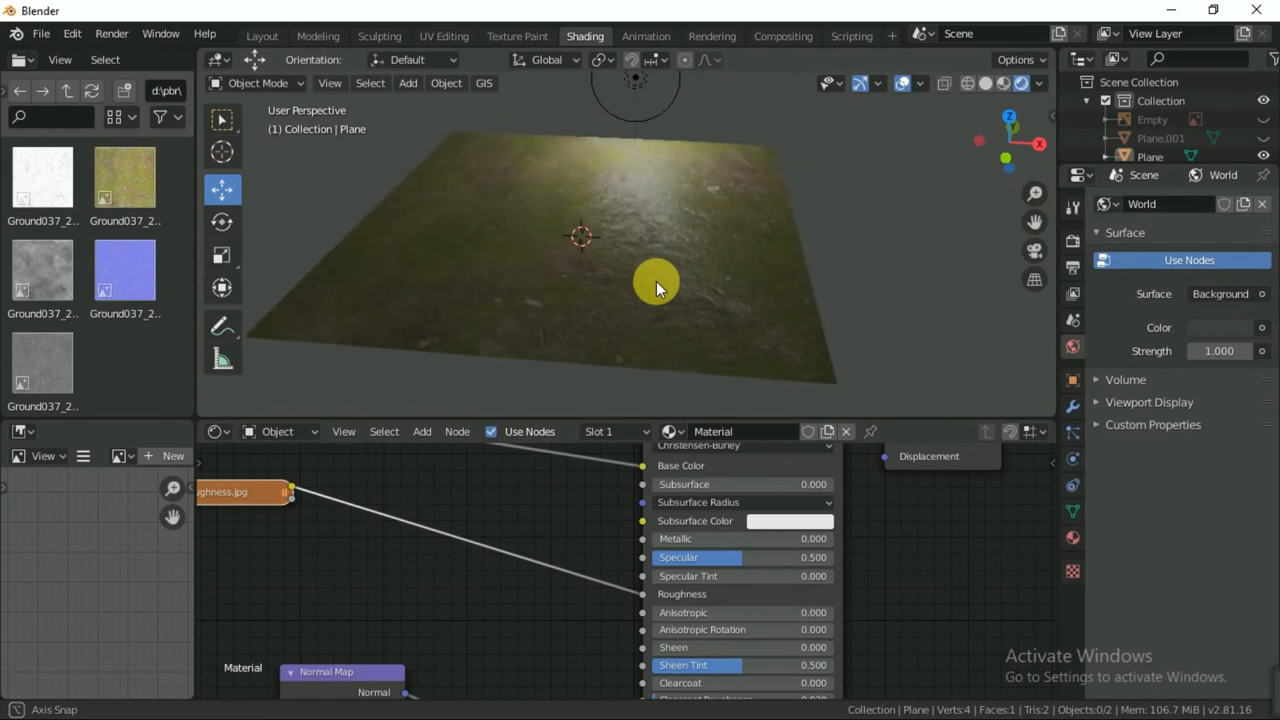 Blender
File Edit Render Window Help
Layout Modeling Sculpting UV Editing Texture Paint Shading Animation Rendering Compositing Scripting
Scene
View Layer
View Select
Orientation: Default
Global
Options
d:\pbr\
Object Mode View Select Add Object GIS
User Perspective
(1) Collection | Plane
Z
Y
X
Ground037_2..
Ground037_2..
Ground037_2..
Ground037_2..
Ground037_2..
Scene Collection
Collection
Empty
Plane.001
Plane
Scene World
World
Surface
Use Nodes
Surface Background
Color
Strength 1.000
Volume
Viewport Display
Custom Properties
View New
Object View Select Add Node Use Nodes Slot 1 Material
Christensen-Burley
Base Color
Subsurface 0.000
Subsurface Radius
Subsurface Color
Metallic 0.000
Specular 0.500
Specular Tint 0.000
Roughness
Anisotropic 0.000
Anisotropic Rotation 0.000
Sheen 0.000
Sheen Tint 0.500
Clearcoat 0.000
Clearcoat Roughness 0.030
Displacement
ughness.jpg
Material
Normal Map
Normal
Activate Windows
Go to Settings to activate Windows.
Axis Snap
Collection | Plane | Verts:4 | Faces:1 | Tris:2 | Objects:0/2 | Mem: 106.7 MiB | v2.81.16